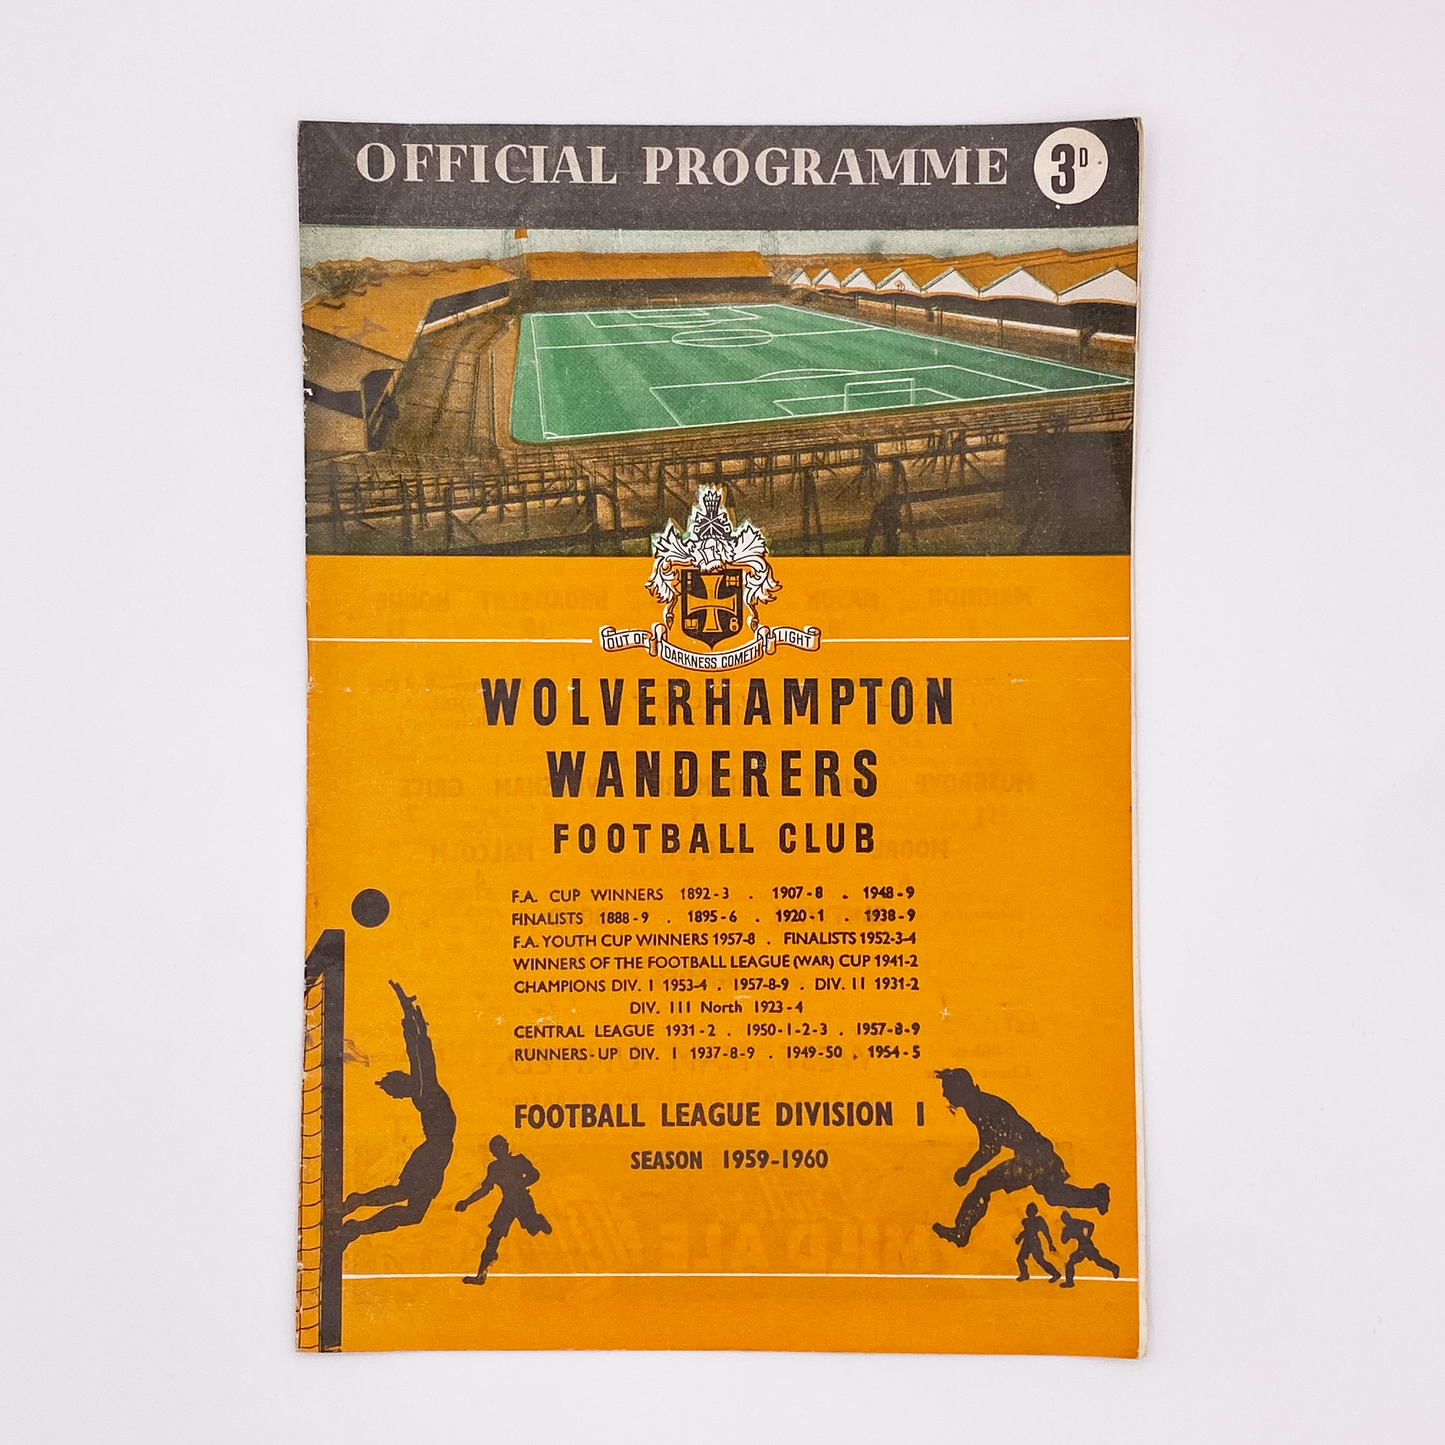 OFFICIAL PROGRAMME 3D
OUT OF DARKNESS COMETH LIGHT
WOLVERHAMPTON
WANDERERS
FOOTBALL CLUB
F.A. CUP WINNERS 1892-3 . 1907-8 . 1948-9
FINALISTS 1888-9 . 1895-6 . 1920-1 . 1938-9
F.A. YOUTH CUP WINNERS 1957-8 . FINALISTS 1952-3-4
WINNERS OF THE FOOTBALL LEAGUE (WAR) CUP 1941-2
CHAMPIONS DIV. I 1953-4 . 1957-8-9 . DIV. II 1931-2
DIV. III North 1923-4
CENTRAL LEAGUE 1931-2 . 1950-1-2-3 . 1957-8-9
RUNNERS-UP DIV. I 1937-8-9 . 1949-50 . 1954-5
FOOTBALL LEAGUE DIVISION I
SEASON 1959-1960